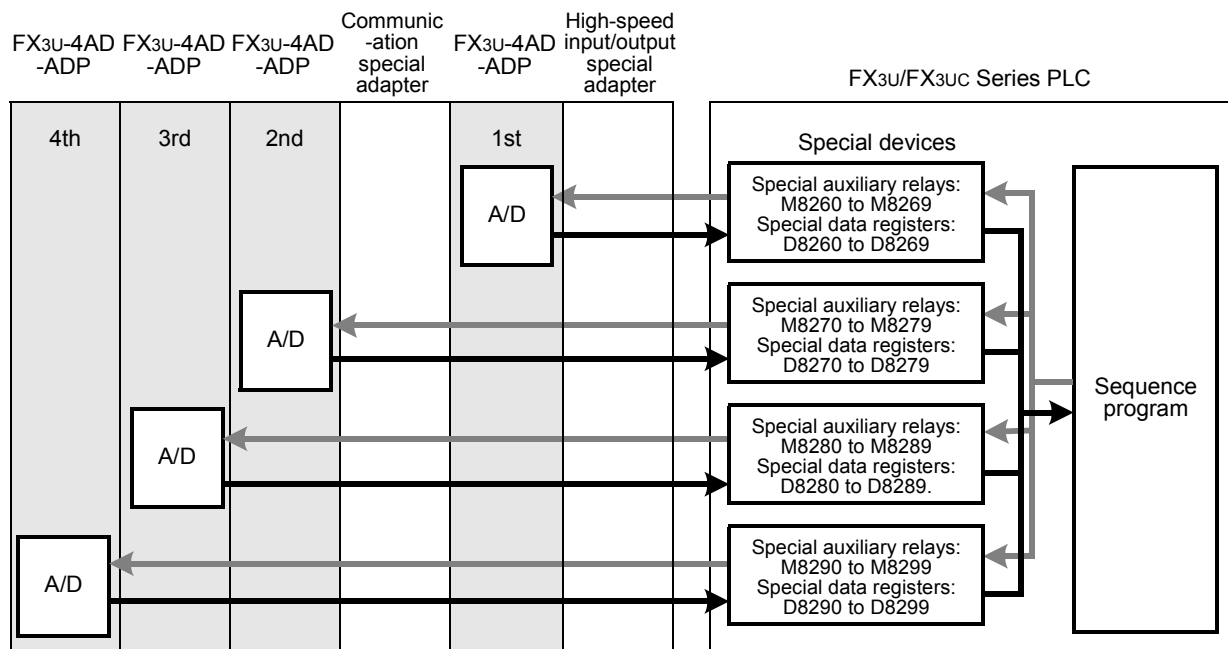 FX3U-4AD
-ADP
FX3U-4AD
-ADP
FX3U-4AD
-ADP
Communic
-ation
special
adapter
FX3U-4AD
-ADP
High-speed
input/output
special
adapter
FX3U/FX3UC Series PLC
4th
3rd
2nd
1st
Special devices
A/D
Special auxiliary relays:
M8260 to M8269
Special data registers:
D8260 to D8269
A/D
Special auxiliary relays:
M8270 to M8279
Special data registers:
D8270 to D8279
Sequence
program
A/D
Special auxiliary relays:
M8280 to M8289
Special data registers:
D8280 to D8289.
A/D
Special auxiliary relays:
M8290 to M8299
Special data registers:
D8290 to D8299